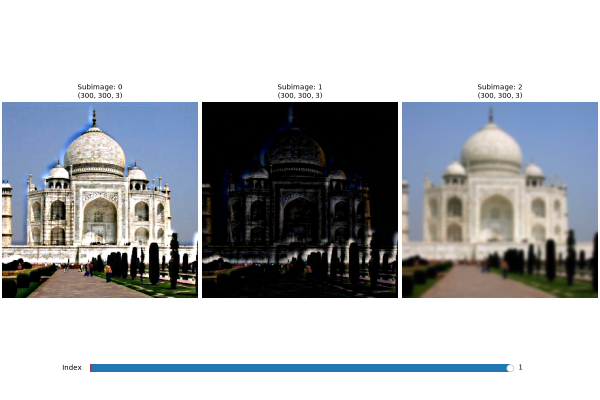 Subimage: 0
(300, 300, 3)
Subimage: 1
(300, 300, 3)
Subimage: 2
(300, 300, 3)
Index
1